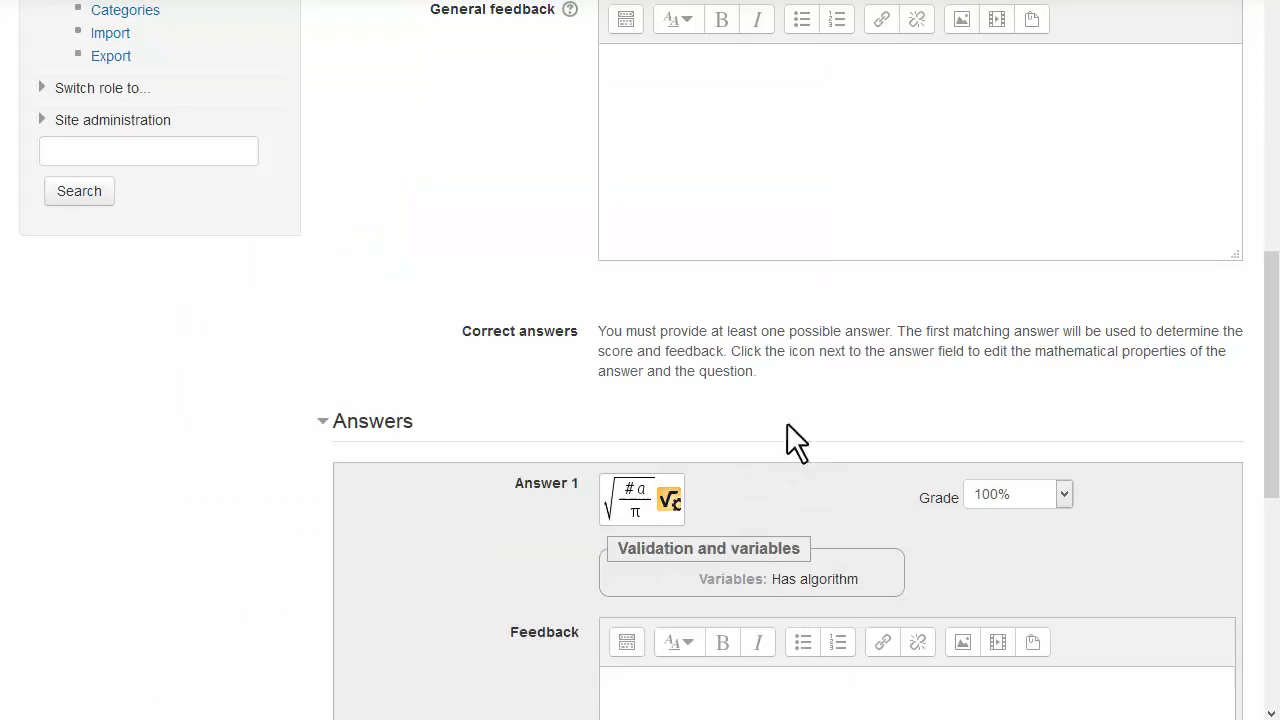 Categories
Import
Export
Switch role to...
Site administration
Search
General feedback ?
B I
Correct answers
You must provide at least one possible answer. The first matching answer will be used to determine the
score and feedback. Click the icon next to the answer field to edit the mathematical properties of the
answer and the question.
Answers
Answer 1
√(#a/π)
Grade 100%
Validation and variables
Variables: Has algorithm
Feedback
B I